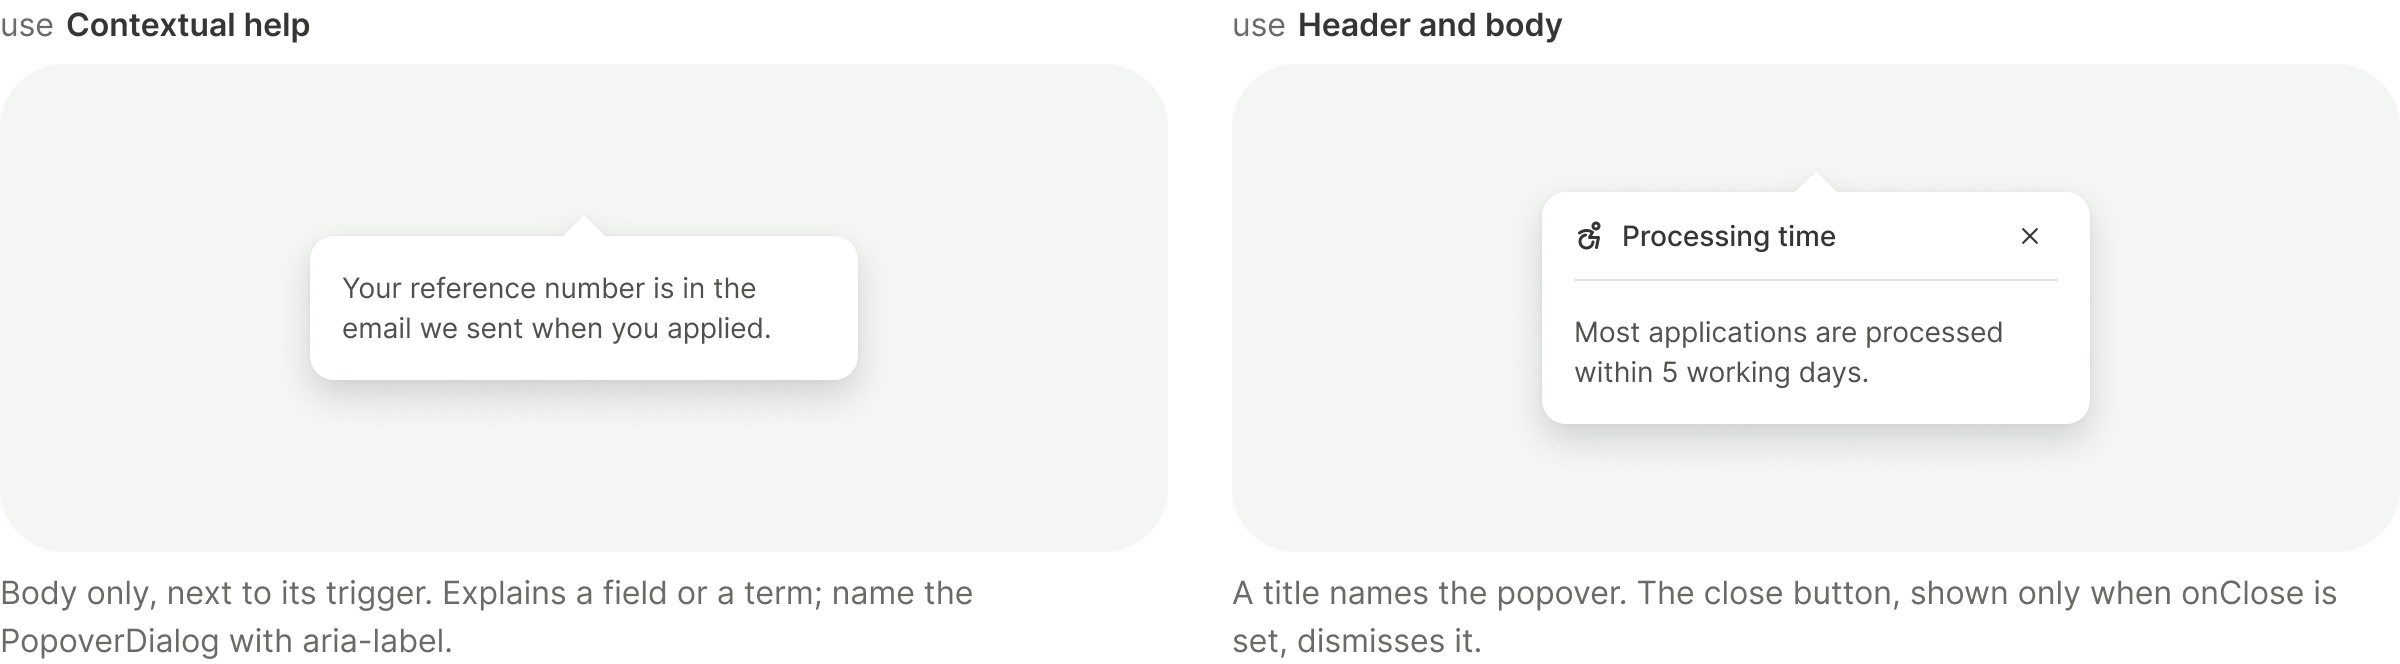 use Contextual help
Your reference number is in the
email we sent when you applied.
Body only, next to its trigger. Explains a field or a term; name the
PopoverDialog with aria-label.
use Header and body
Processing time
Most applications are processed
within 5 working days.
A title names the popover. The close button, shown only when onClose is
set, dismisses it.